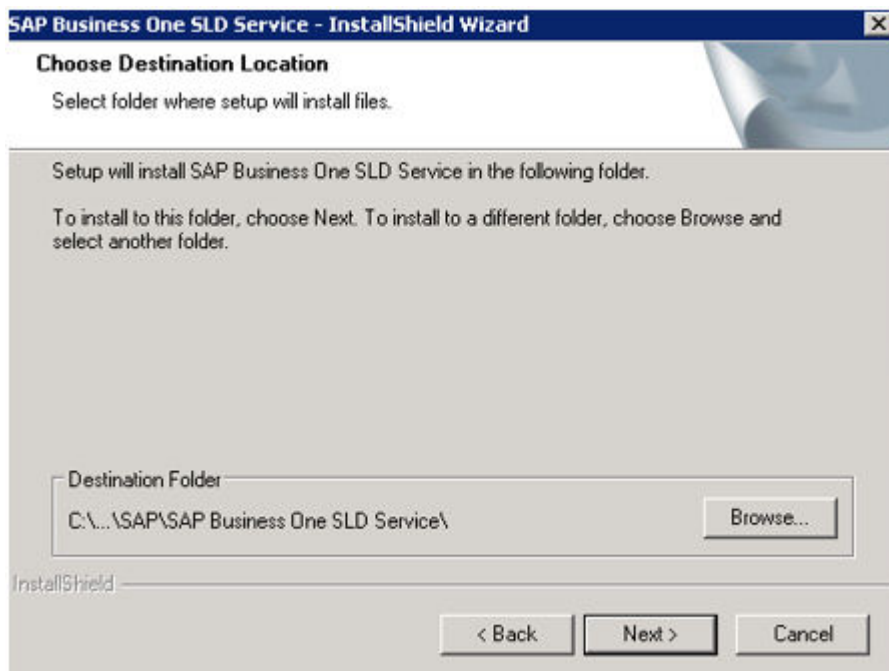 SAP Business One SLD Service - InstallShield Wizard
Choose Destination Location
Select folder where setup will install files.
Setup will install SAP Business One SLD Service in the following folder.
To install to this folder, choose Next. To install to a different folder, choose Browse and
select another folder.
Destination Folder
C:\...\SAP\SAP Business One SLD Service\
Browse...
InstallShield
< Back
Next >
Cancel